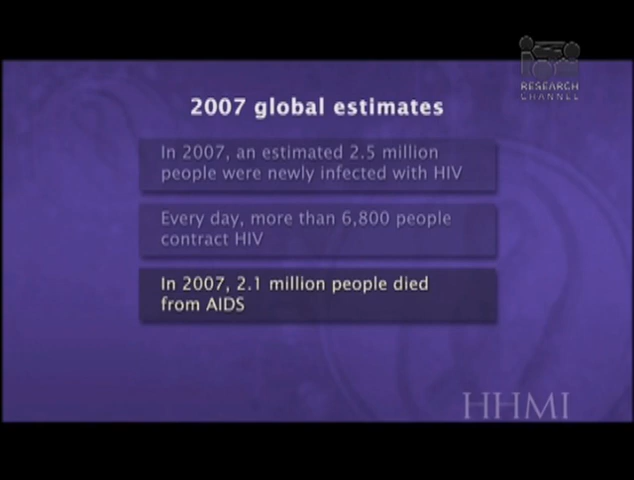 RESEARCH
CHANNEL
2007 global estimates
In 2007, an estimated 2.5 million
people were newly infected with HIV
Every day, more than 6,800 people
contract HIV
In 2007, 2.1 million people died
from AIDS
HHMI